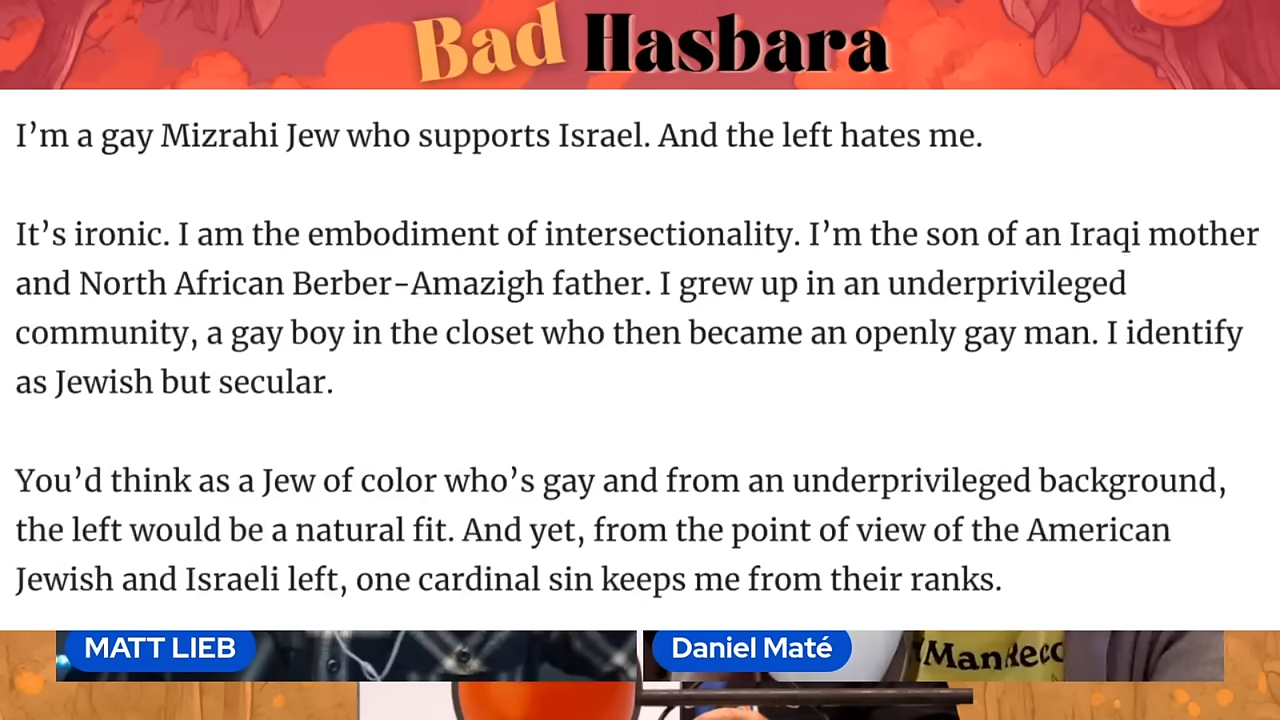 Bad Hasbara
I’m a gay Mizrahi Jew who supports Israel. And the left hates me.
It’s ironic. I am the embodiment of intersectionality. I’m the son of an Iraqi mother
and North African Berber-Amazigh father. I grew up in an underprivileged
community, a gay boy in the closet who then became an openly gay man. I identify
as Jewish but secular.
You’d think as a Jew of color who’s gay and from an underprivileged background,
the left would be a natural fit. And yet, from the point of view of the American
Jewish and Israeli left, one cardinal sin keeps me from their ranks.
MATT LIEB
Daniel Maté